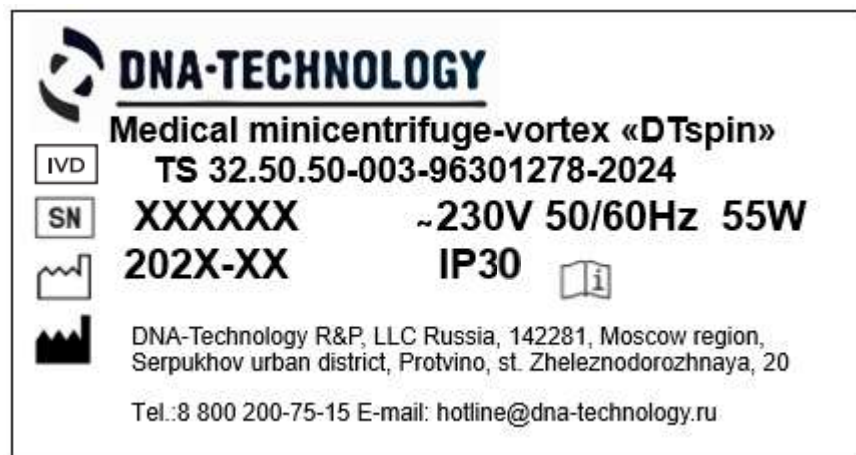 DNA-TECHNOLOGY
Medical minicentrifuge-vortex «DTspin»
IVD TS 32.50.50-003-96301278-2024
SN XXXXXX ~230V 50/60Hz 55W
202X-XX IP30 i
DNA-Technology R&P, LLC Russia, 142281, Moscow region,
Serpukhov urban district, Protvino, st. Zheleznodorozhnaya, 20
Tel.:8 800 200-75-15 E-mail: hotline@dna-technology.ru